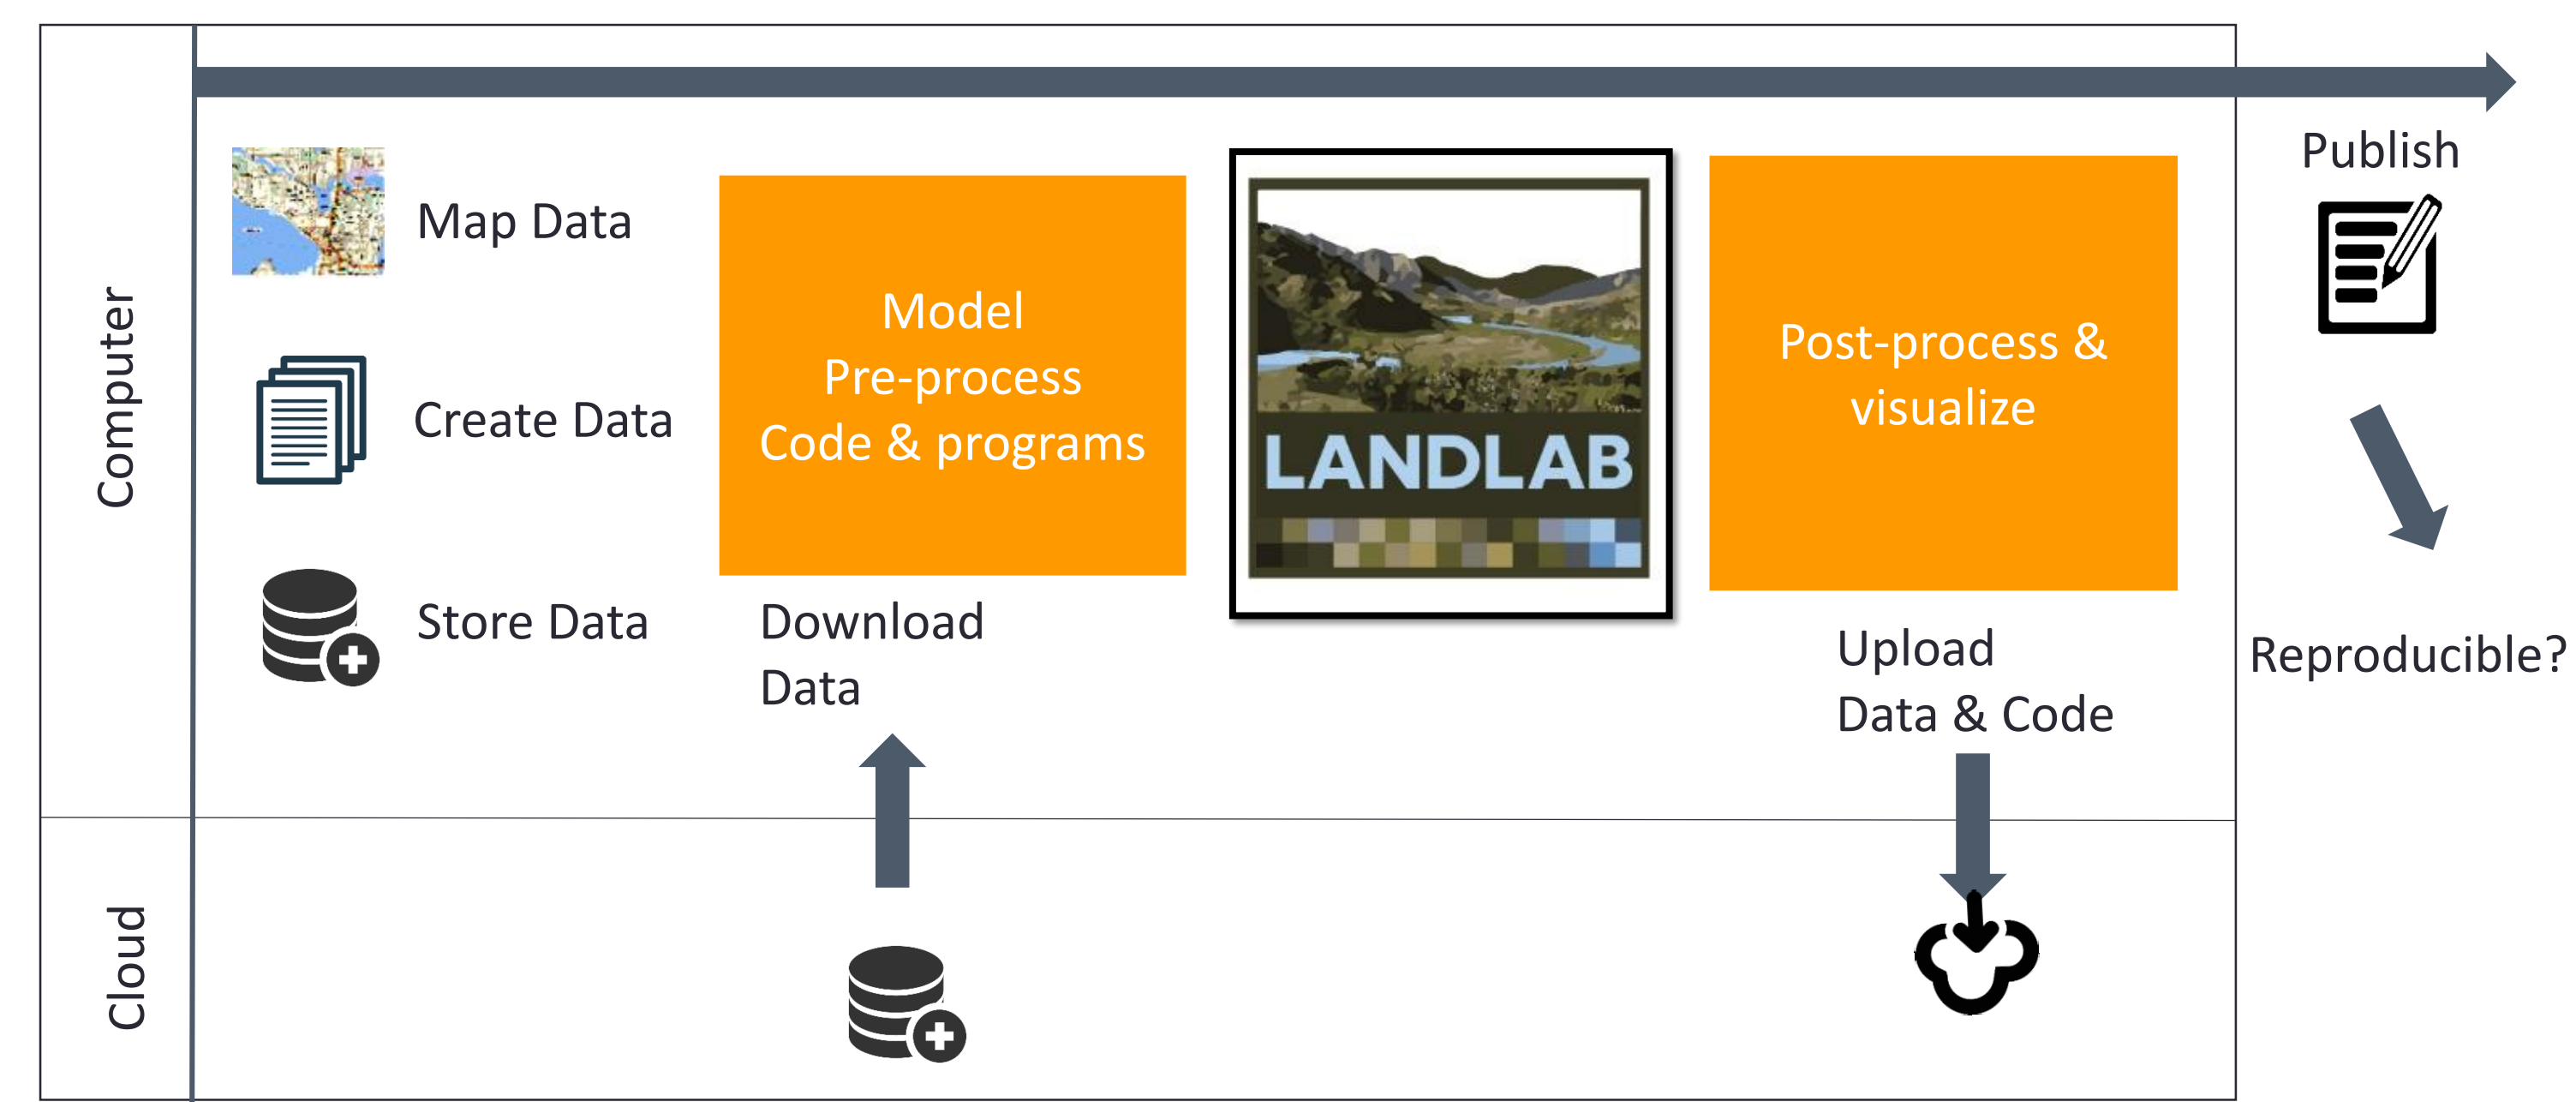 Computer
Map Data
Create Data
Store Data
Model
Pre-process
Code & programs
Download
Data
LANDLAB
Post-process &
visualize
Upload
Data & Code
Publish
Reproducible?
Cloud